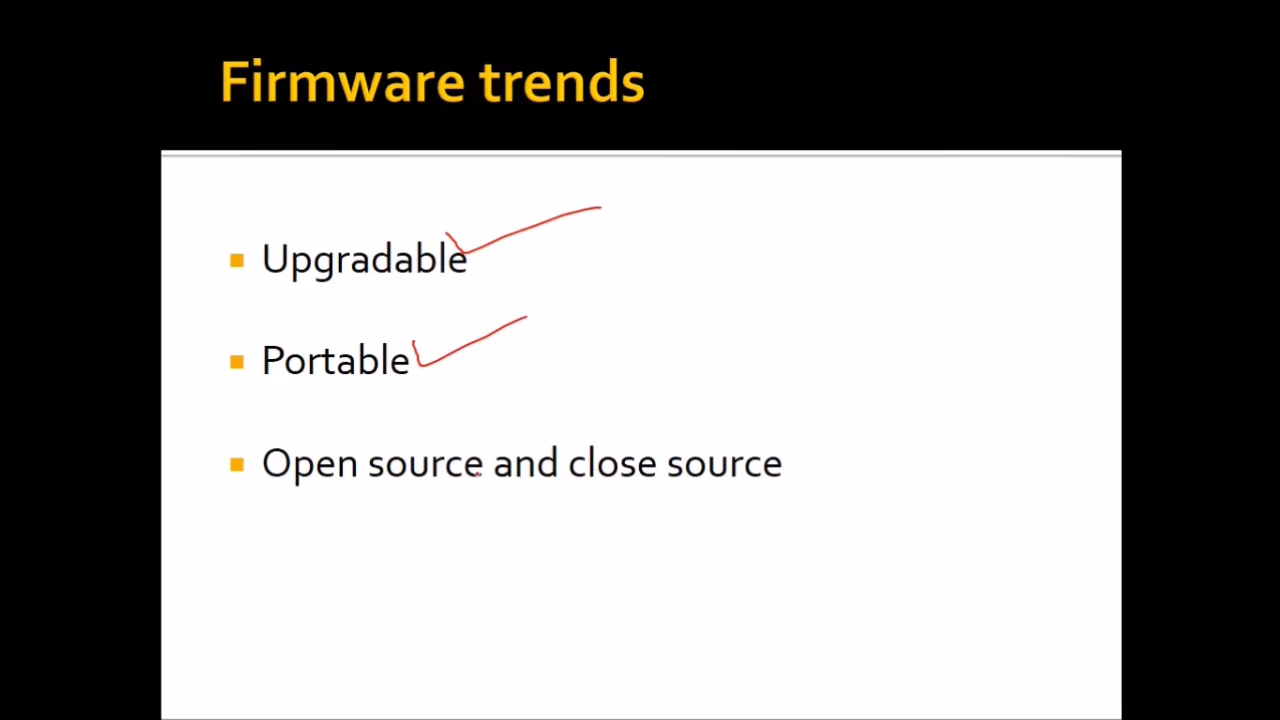 Firmware trends
Upgradable
Portable
Open source and close source